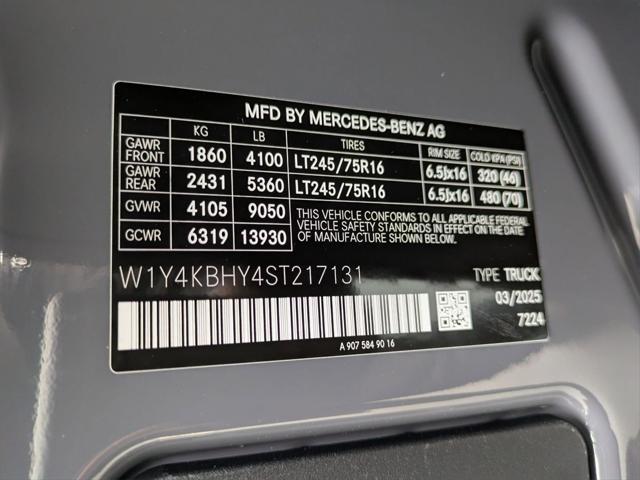 MFD BY MERCEDES-BENZ AG
KG LB TIRES RIM SIZE COLD KPA (PSI)
GAWR FRONT 1860 4100 LT245/75R16 6.5Jx16 320 (46)
GAWR REAR 2431 5360 LT245/75R16 6.5Jx16 480 (70)
GVWR 4105 9050
GCWR 6319 13930
THIS VEHICLE CONFORMS TO ALL APPLICABLE FEDERAL
VEHICLE SAFETY STANDARDS IN EFFECT ON THE DATE
OF MANUFACTURE SHOWN ABOVE.
W1Y4KBHY4ST217131
TYPE TRUCK
03/2025
7224
A 907 584 90 16